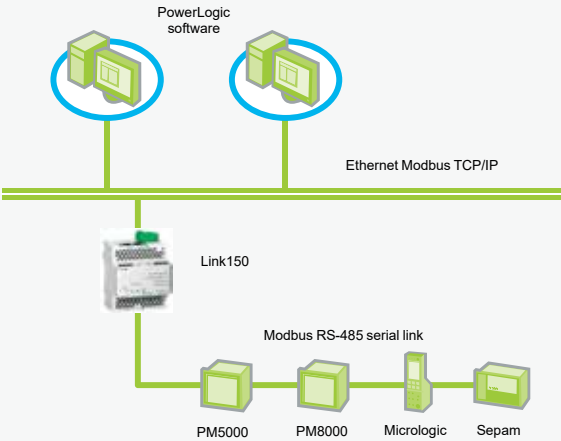 PowerLogic
software
Ethernet Modbus TCP/IP
Link150
Modbus RS-485 serial link
PM5000
PM8000
Micrologic
Sepam